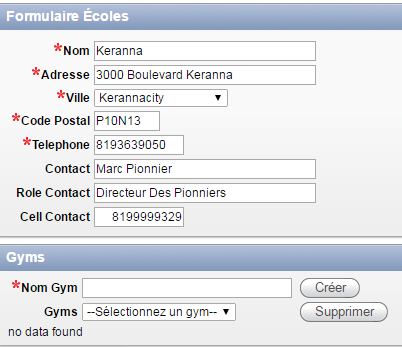 Formulaire Écoles
*Nom Keranna
*Adresse 3000 Boulevard Keranna
*Ville Kerannacity
*Code Postal P10N13
*Telephone 8193639050
Contact Marc Pionnier
Role Contact Directeur Des Pionniers
Cell Contact 8199999329
Gyms
*Nom Gym Créer
Gyms --Sélectionnez un gym-- Supprimer
no data found